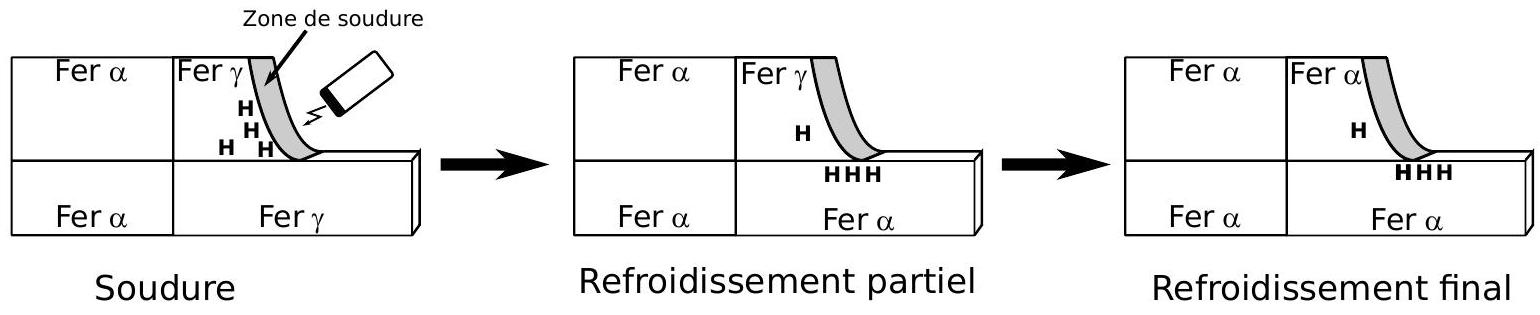 Zone de soudure
Fer α Fer γ
H
H
H H
Fer α Fer γ
Soudure
Fer α Fer γ
H
HHH
Fer α Fer α
Refroidissement partiel
Fer α Fer α
H
HHH
Fer α Fer α
Refroidissement final